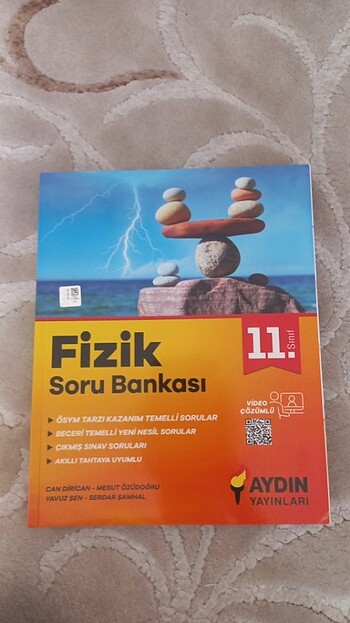 Fizik
Soru Bankası
11.
Sınıf
VİDEO
ÇÖZÜMLÜ
ÖSYM TARZI KAZANIM TEMELLİ SORULAR
BECERİ TEMELLİ YENİ NESİL SORULAR
ÇIKMIŞ SINAV SORULARI
AKILLI TAHTAYA UYUMLU
CAN DİRİCAN - MESUT ÖZÜDOĞRU
YAVUZ ŞEN - SERDAR ŞAMHAL
AYDIN
YAYINLARI